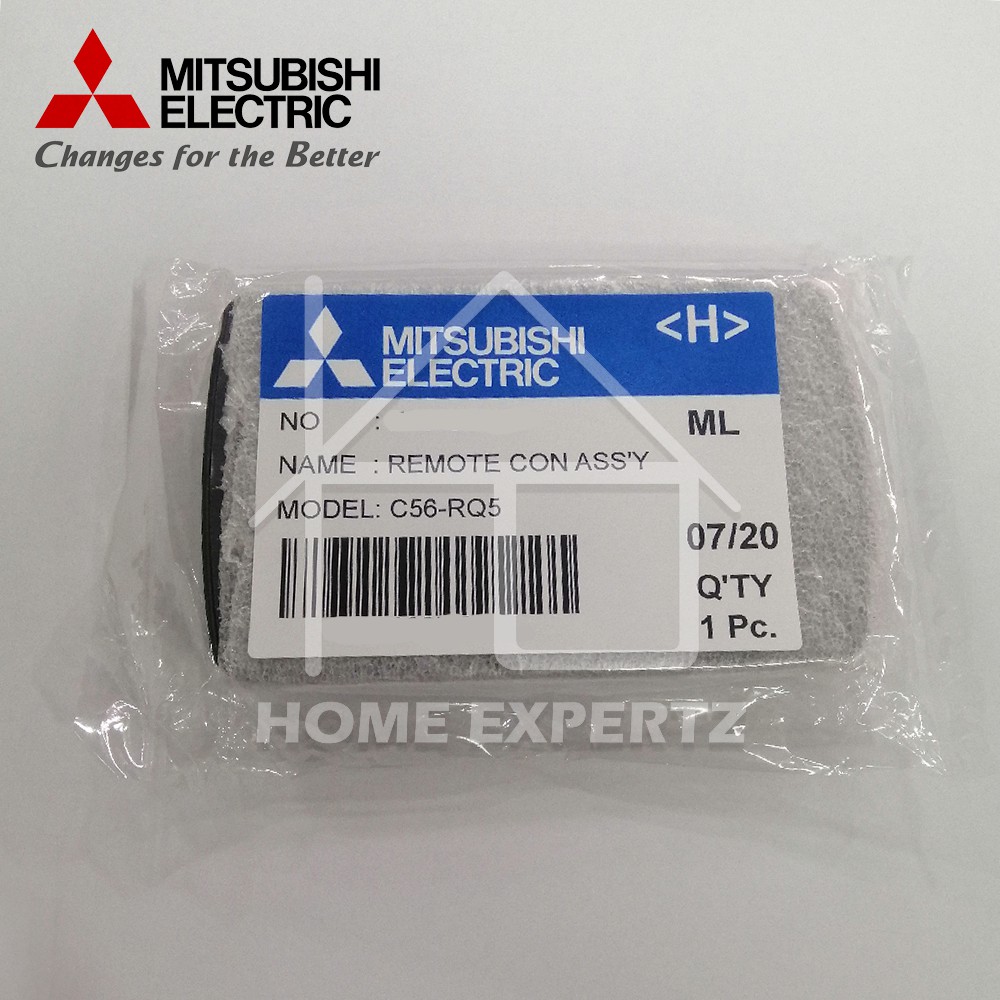 MITSUBISHI
ELECTRIC
Changes for the Better
MITSUBISHI
ELECTRIC
<H>
NO :
ML
NAME : REMOTE CON ASS'Y
MODEL: C56-RQ5
07/20
Q'TY
1 Pc.
HOME EXPERTZ